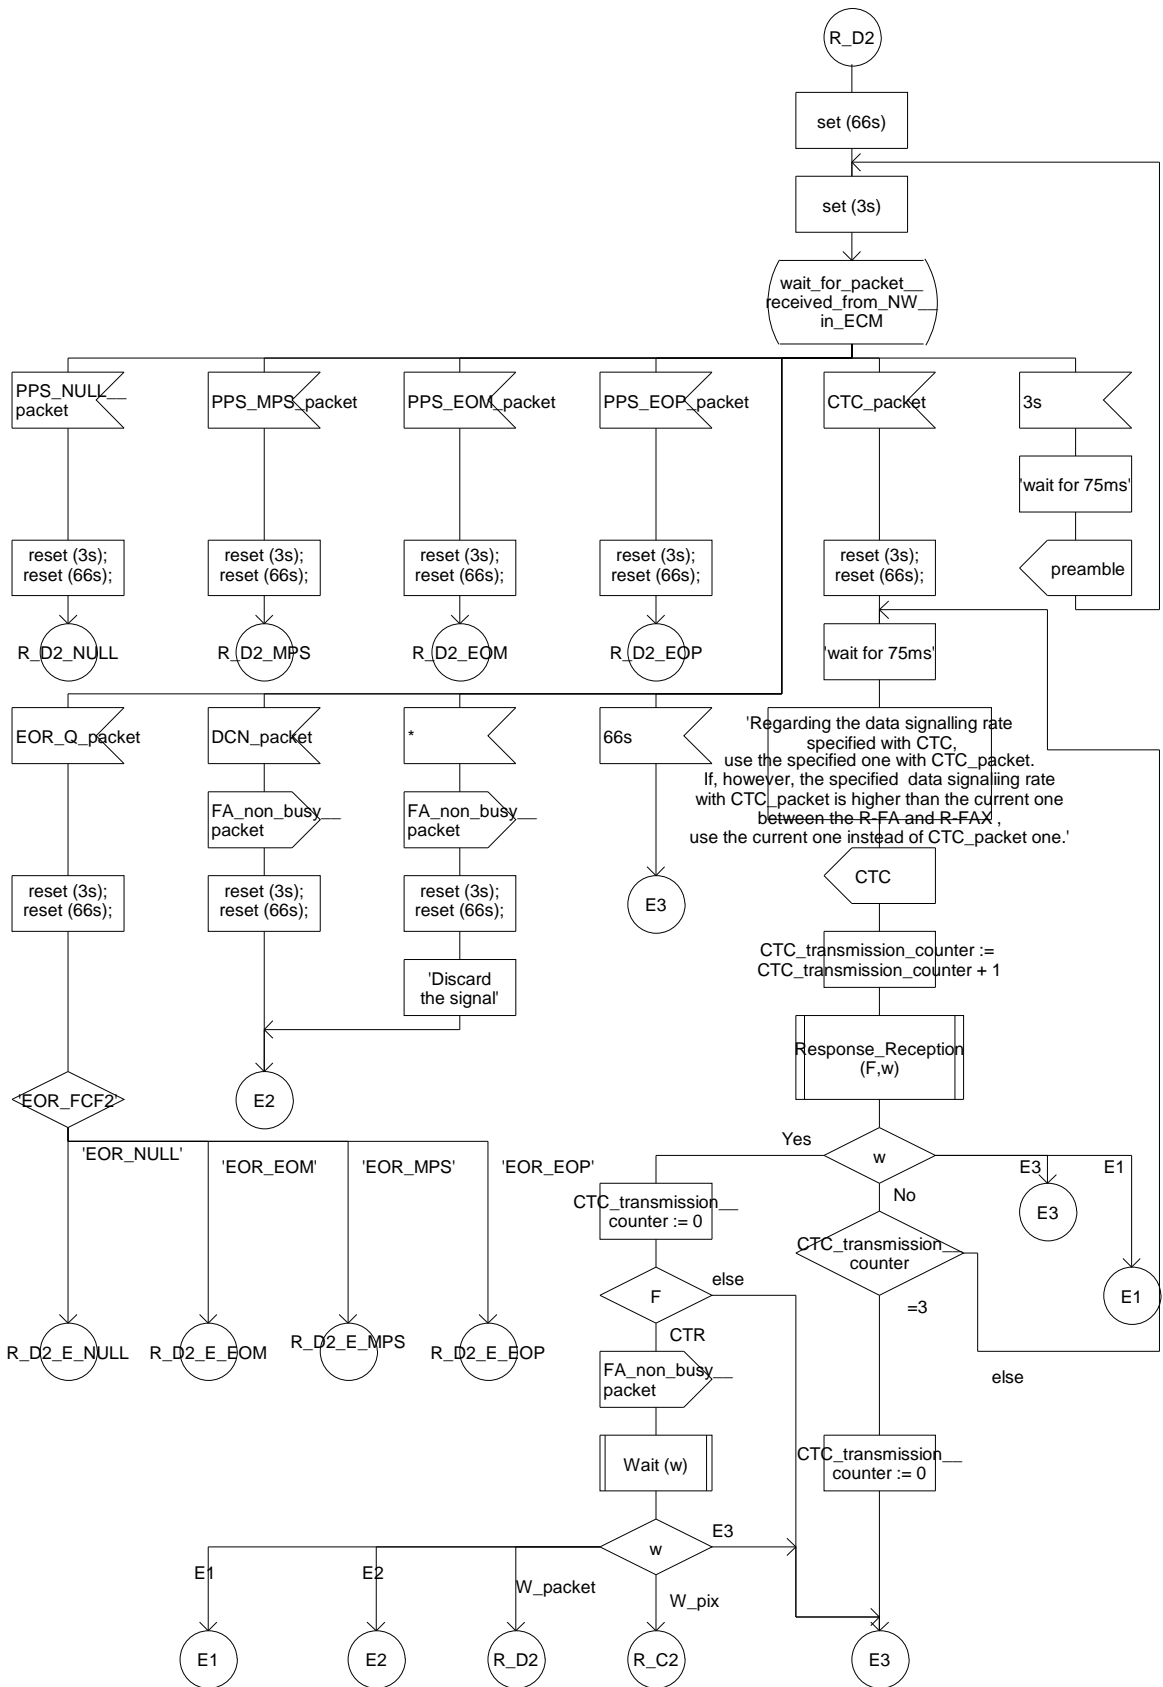 R_D2
set (66s)
set (3s)
wait_for_packet__
received_from_NW__
in_ECM
PPS_NULL__
packet
PPS_MPS_packet
PPS_EOM_packet
PPS_EOP_packet
CTC_packet
3s
'wait for 75ms'
reset (3s);
reset (66s);
reset (3s);
reset (66s);
reset (3s);
reset (66s);
reset (3s);
reset (66s);
reset (3s);
reset (66s);
preamble
R_D2_NULL
R_D2_MPS
R_D2_EOM
R_D2_EOP
'wait for 75ms'
EOR_Q_packet
DCN_packet
*
66s
'Regarding the data signalling rate
specified with CTC,
use the specified one with CTC_packet.
If, however, the specified data signaliing rate
with CTC_packet is higher than the current one
between the R-FA and R-FAX ,
use the current one instead of CTC_packet one.'
FA_non_busy__
packet
FA_non_busy__
packet
reset (3s);
reset (66s);
reset (3s);
reset (66s);
reset (3s);
reset (66s);
E3
CTC
'Discard
the signal'
CTC_transmission_counter :=
CTC_transmission_counter + 1
Response_Reception
(F,w)
'EOR_FCF2'
E2
'EOR_NULL'
'EOR_EOM'
'EOR_MPS'
'EOR_EOP'
Yes
w
E3
E1
No
CTC_transmission__
counter := 0
E3
CTC_transmission__
counter
else
F
=3
E1
CTR
R_D2_E_NULL
R_D2_E_EOM
R_D2_E_MPS
R_D2_E_EOP
FA_non_busy__
packet
else
Wait (w)
CTC_transmission__
counter := 0
E3
w
E1
E2
W_packet
W_pix
E1
E2
R_D2
R_C2
E3